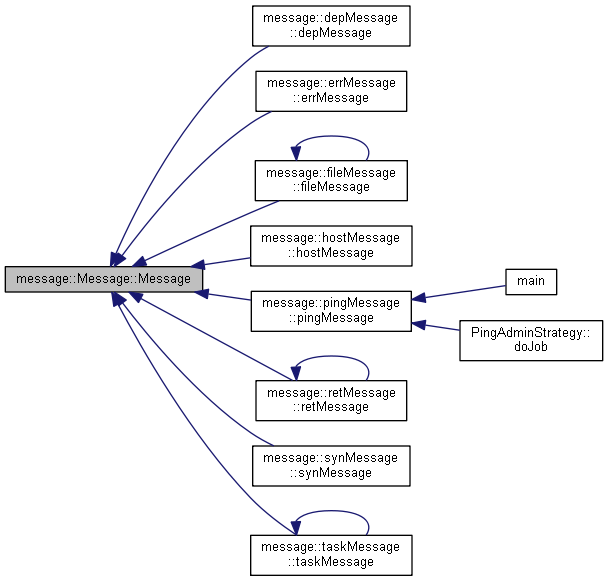 message::depMessage
::depMessage
message::errMessage
::errMessage
message::fileMessage
::fileMessage
message::hostMessage
::hostMessage
message::Message::Message
message::pingMessage
::pingMessage
main
PingAdminStrategy::
doJob
message::retMessage
::retMessage
message::synMessage
::synMessage
message::taskMessage
::taskMessage